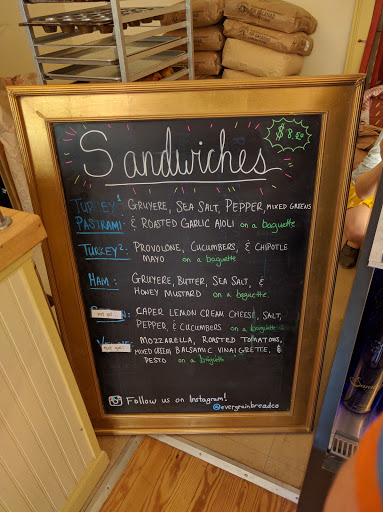 Sandwiches
$8.50
TURKEY¹: GRUYERE, SEA SALT, PEPPER, MIXED GREENS
PASTRAMI: & ROASTED GARLIC AIOLI on a baguette
TURKEY²: PROVOLONE, CUCUMBERS, & CHIPOTLE
MAYO on a baguette
HAM: GRUYERE, BUTTER, SEA SALT, &
HONEY MUSTARD on a baguette
CAPER LEMON CREAM CHEESE, SALT,
PEPPER, & CUCUMBERS on a baguette
MOZZARELLA, ROASTED TOMATOES,
MIXED GREENS, BALSAMIC VINAIGRETTE, &
PESTO on a baguette
Follow us on Instagram!
@evergrainbreadco